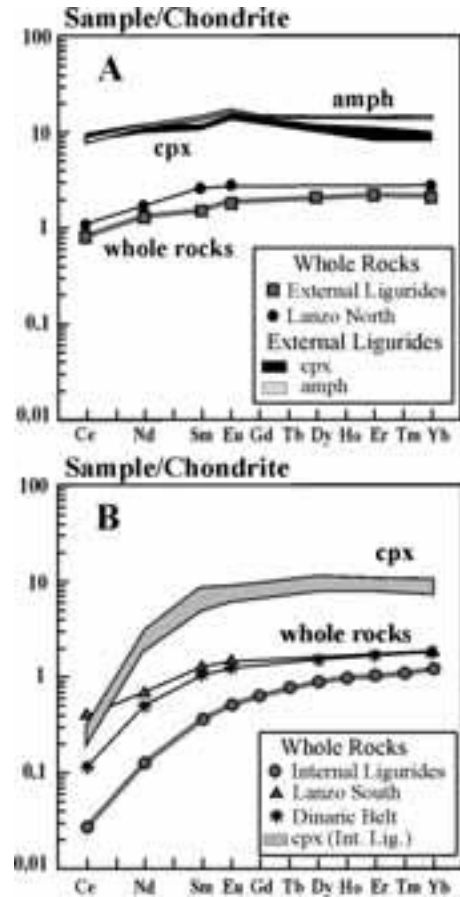 Sample/Chondrite
100
A
amph
10
cpx
1
whole rocks
Whole Rocks
External Ligurides
Lanzo North
External Ligurides
cpx
amph
0.1
0,01
Ce Nd Sm Eu Gd Tb Dy Ho Er Tm Yb
Sample/Chondrite
100
B
cpx
10
whole rocks
1
Whole Rocks
Internal Ligurides
Lanzo South
Dinaric Belt
cpx (Int. Lig.)
0,1
0,01
Ce Nd Sm Eu Gd Tb Dy Ho Er Tm Yb